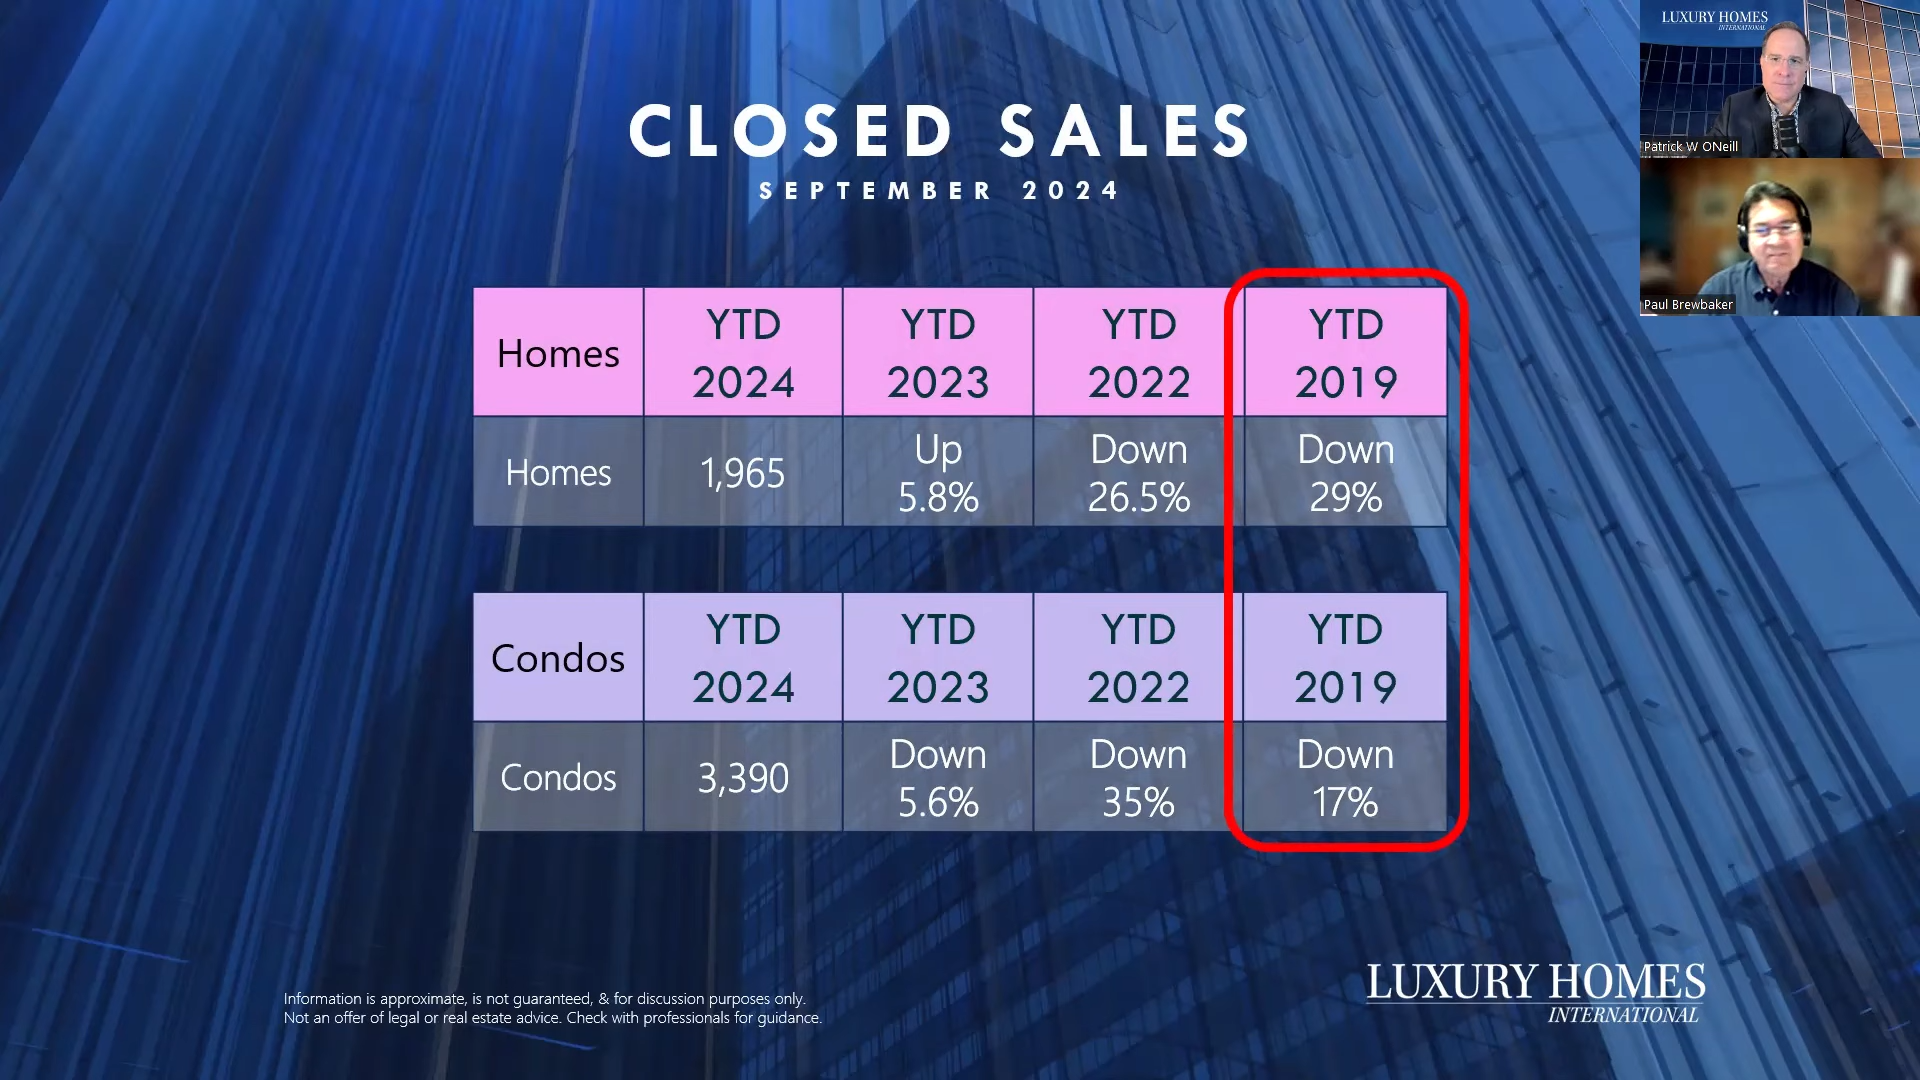 LUXURY HOMES
INTERNATIONAL
Patrick W ONeill
Paul Brewbaker
CLOSED SALES
SEPTEMBER 2024
Homes
YTD
2024
YTD
2023
YTD
2022
YTD
2019
Homes
1,965
Up
5.8%
Down
26.5%
Down
29%
Condos
YTD
2024
YTD
2023
YTD
2022
YTD
2019
Condos
3,390
Down
5.6%
Down
35%
Down
17%
Information is approximate, is not guaranteed, & for discussion purposes only.
Not an offer of legal or real estate advice. Check with professionals for guidance.
LUXURY HOMES
INTERNATIONAL